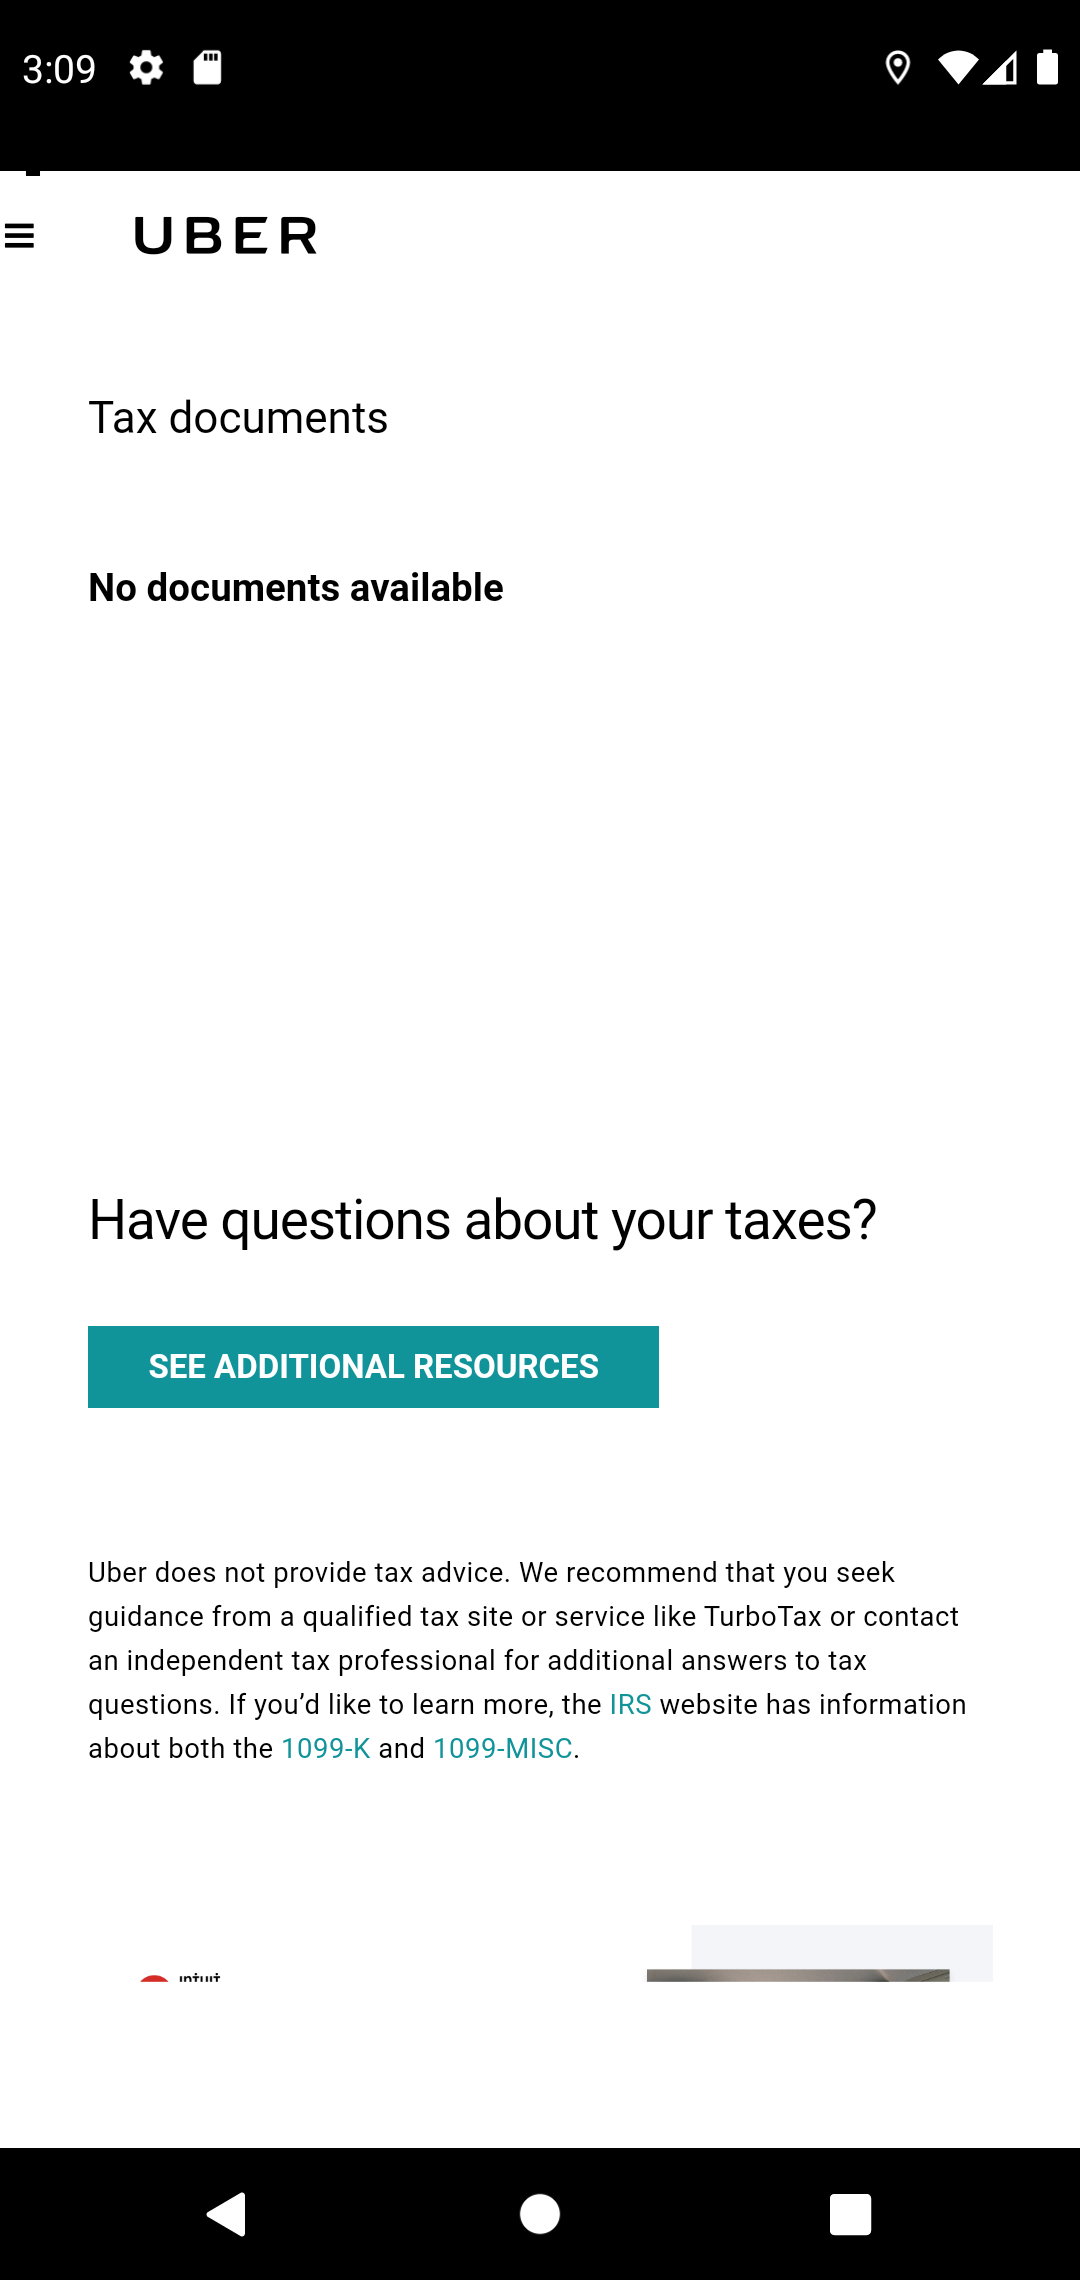 3:09
UBER
Tax documents
No documents available
Have questions about your taxes?
SEE ADDITIONAL RESOURCES
Uber does not provide tax advice. We recommend that you seek
guidance from a qualified tax site or service like TurboTax or contact
an independent tax professional for additional answers to tax
questions. If you’d like to learn more, the IRS website has information
about both the 1099-K and 1099-MISC.